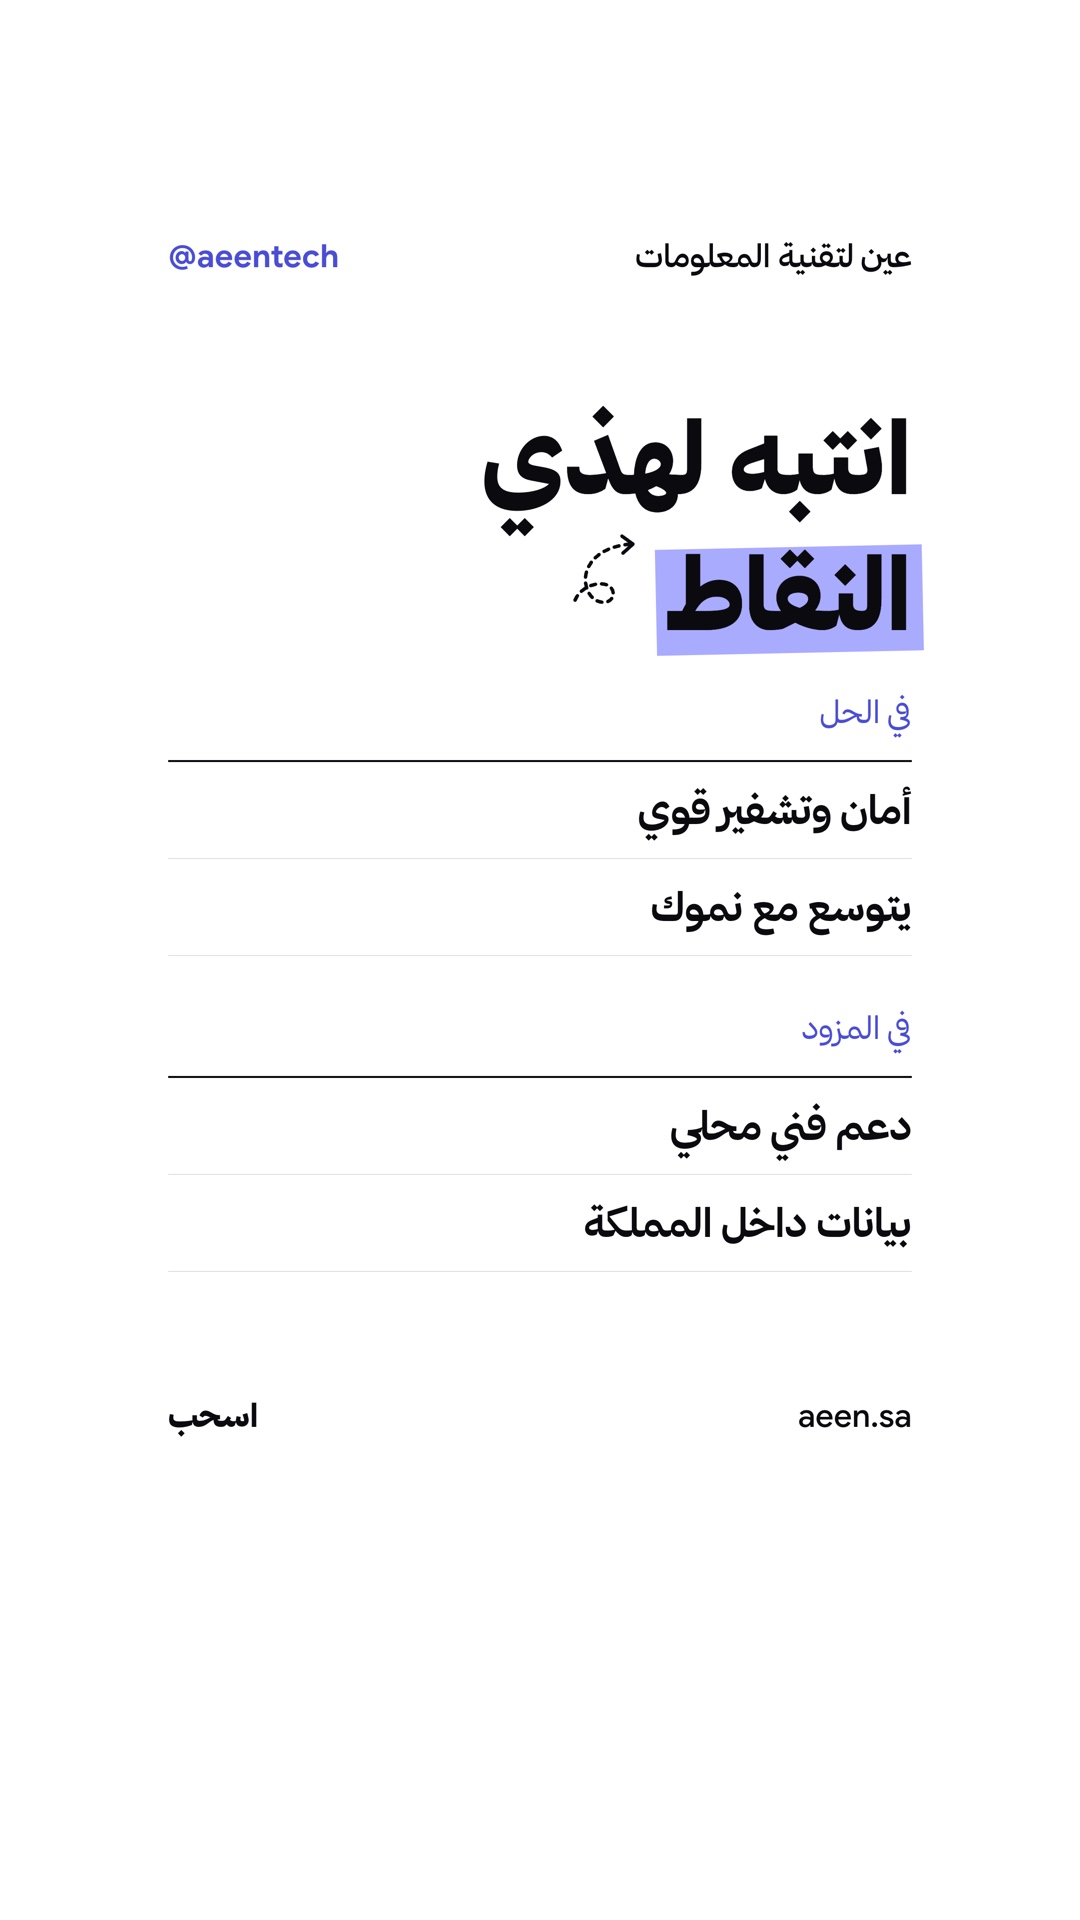 عين لتقنية المعلومات
@aeentech
انتبه لهذي
النقاط
في الحل
أمان وتشفير قوي
يتوسع مع نموك
في المزود
دعم فني محلي
بيانات داخل المملكة
aeen.sa
اسحب